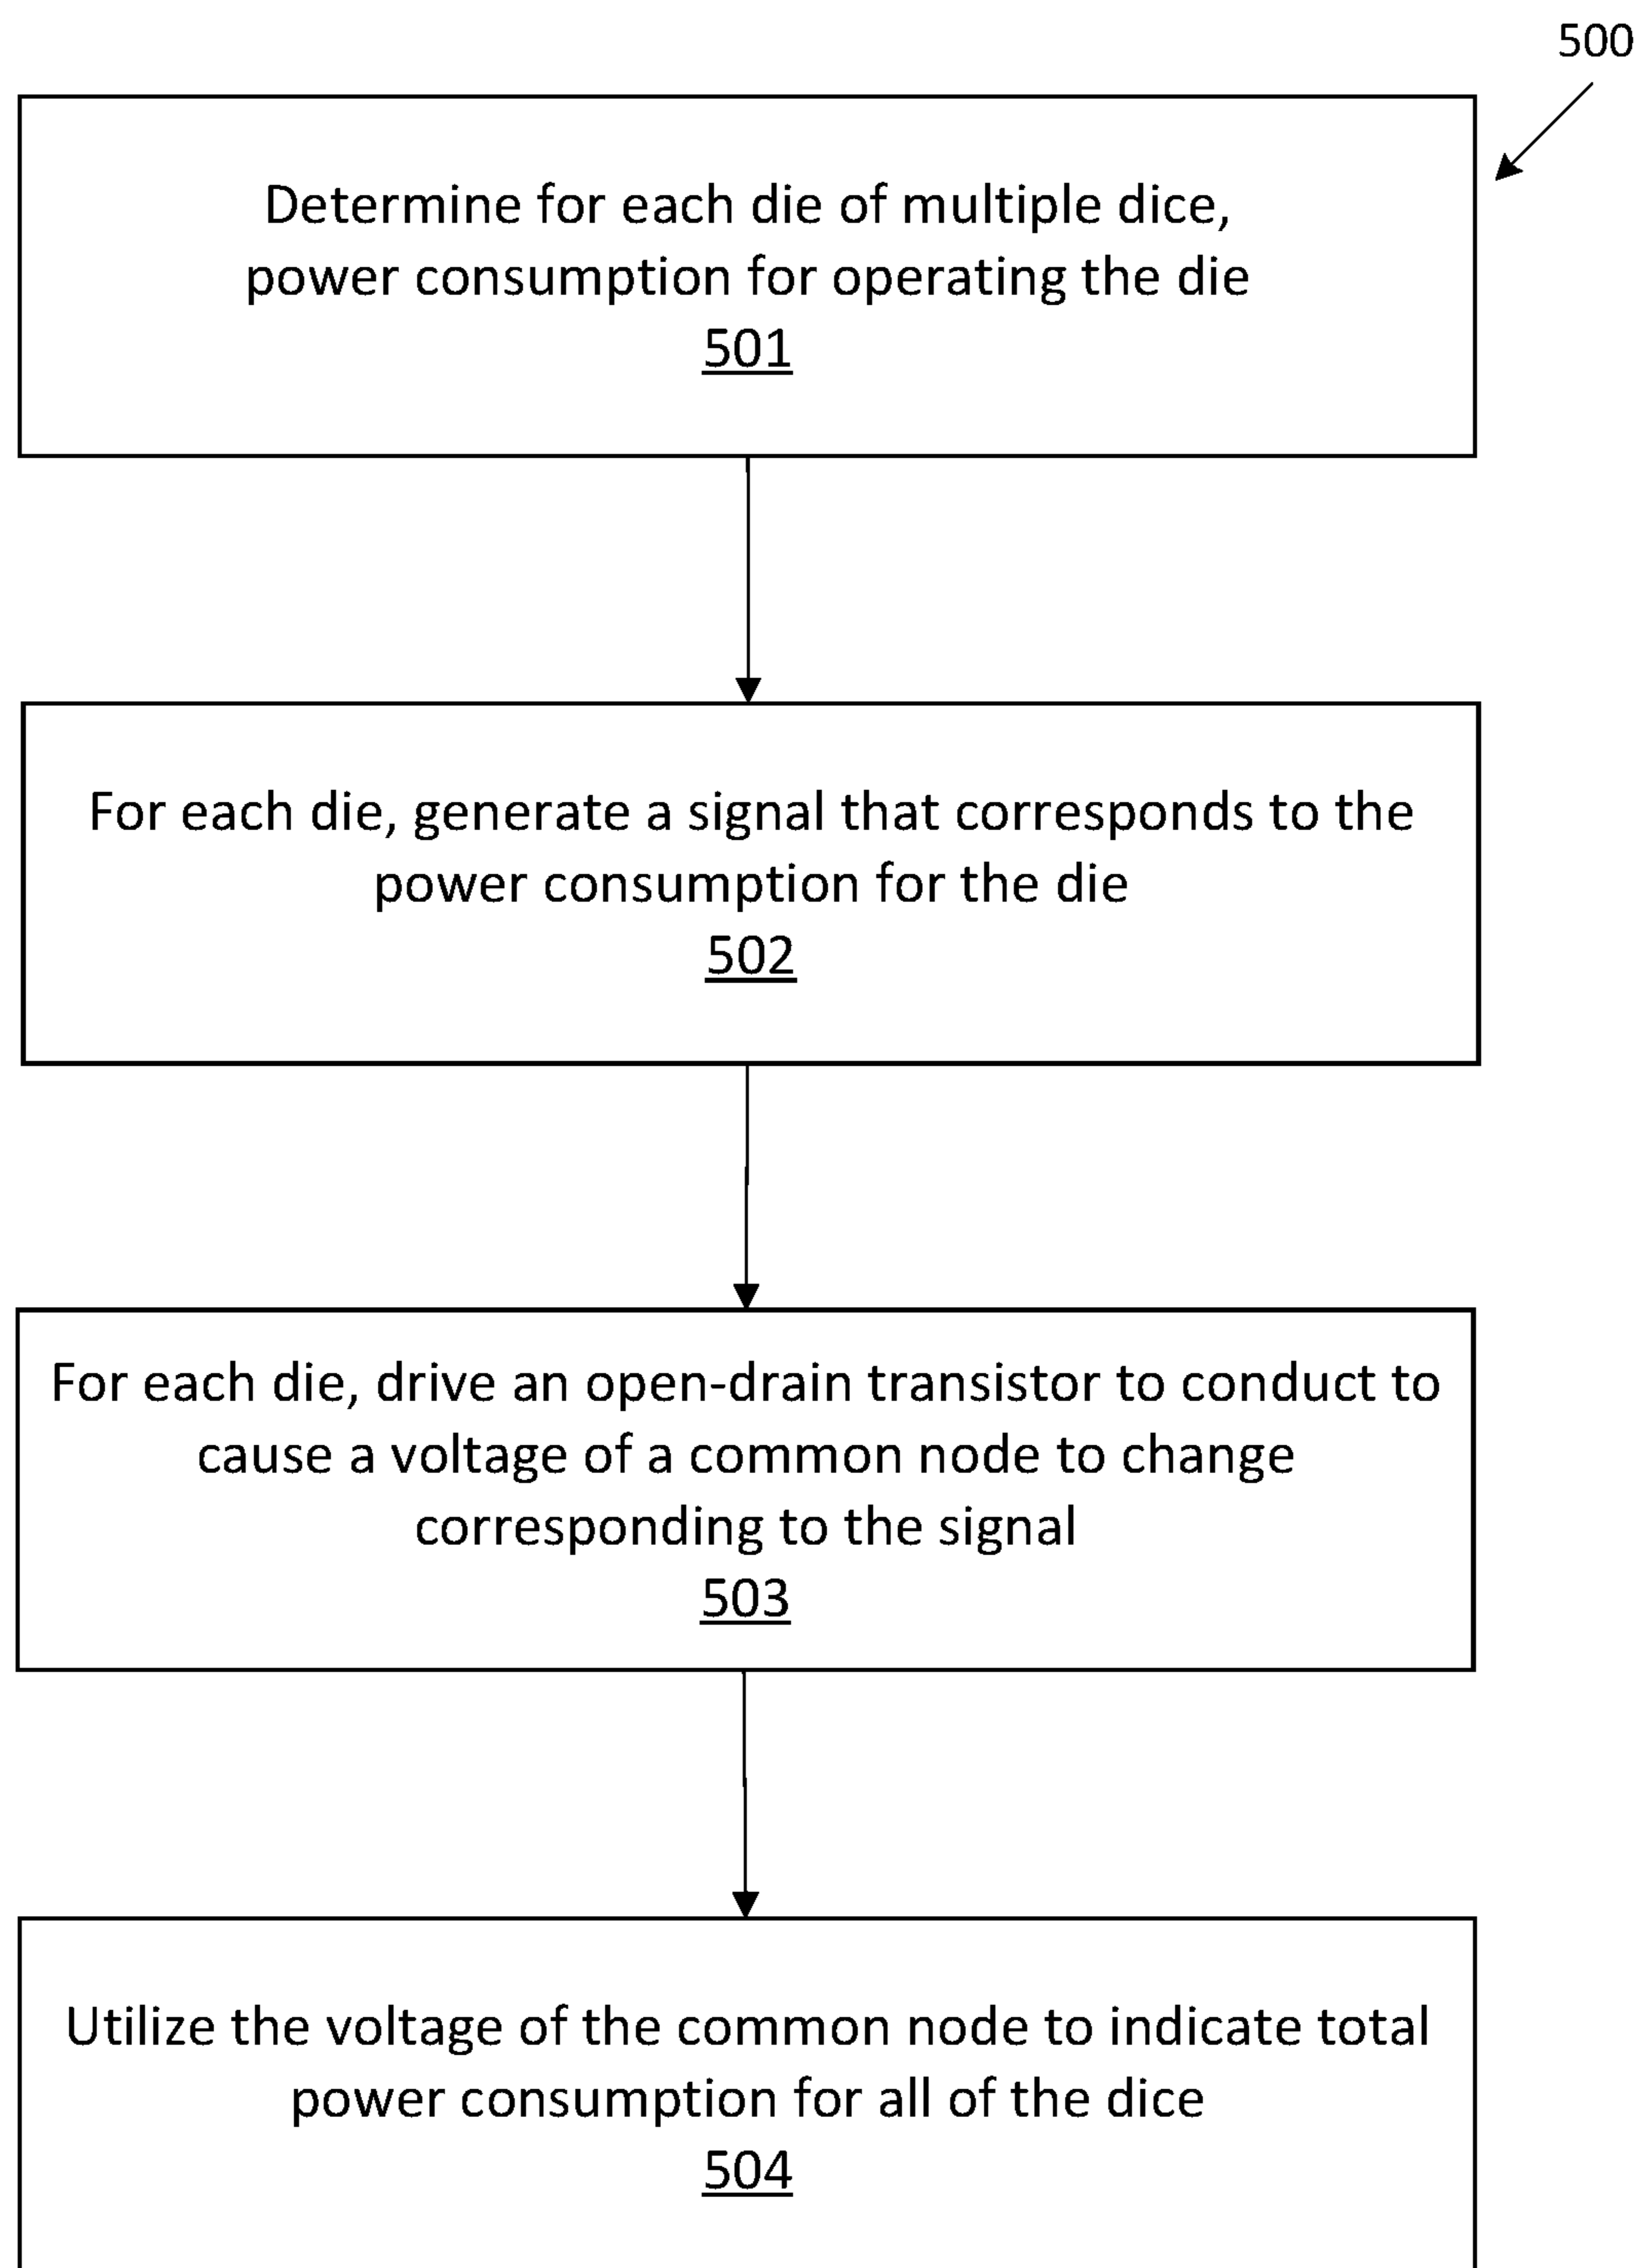 500
Determine for each die of multiple dice,
power consumption for operating the die
501
For each die, generate a signal that corresponds to the
power consumption for the die
502
For each die, drive an open-drain transistor to conduct to
cause a voltage of a common node to change
corresponding to the signal
503
Utilize the voltage of the common node to indicate total
power consumption for all of the dice
504